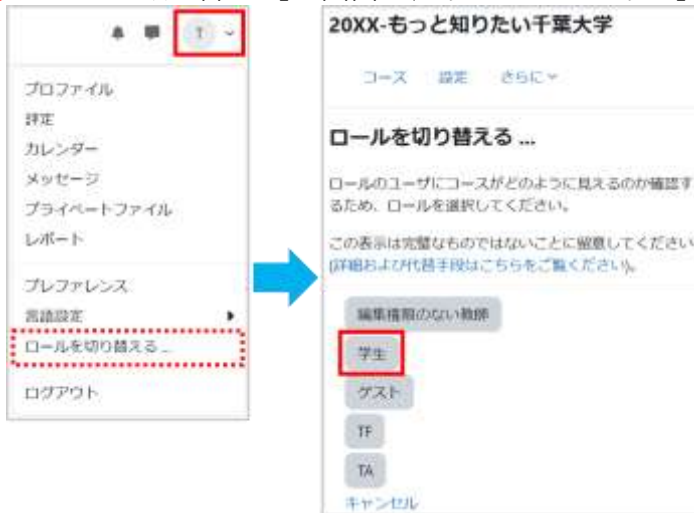 T
プロファイル
評定
カレンダー
メッセージ
プライベートファイル
レポート
プレファレンス
言語設定
ロールを切り替える ...
ログアウト
20XX-もっと知りたい千葉大学
コース 設定 さらに
ロールを切り替える ...
ロールのユーザにコースがどのように見えるのか確認す
るため、ロールを選択してください。
この表示は完璧なものではないことに留意してください
(詳細および代替手段はこちらをご覧ください)。
編集権限のない教師
学生
ゲスト
TF
TA
キャンセル